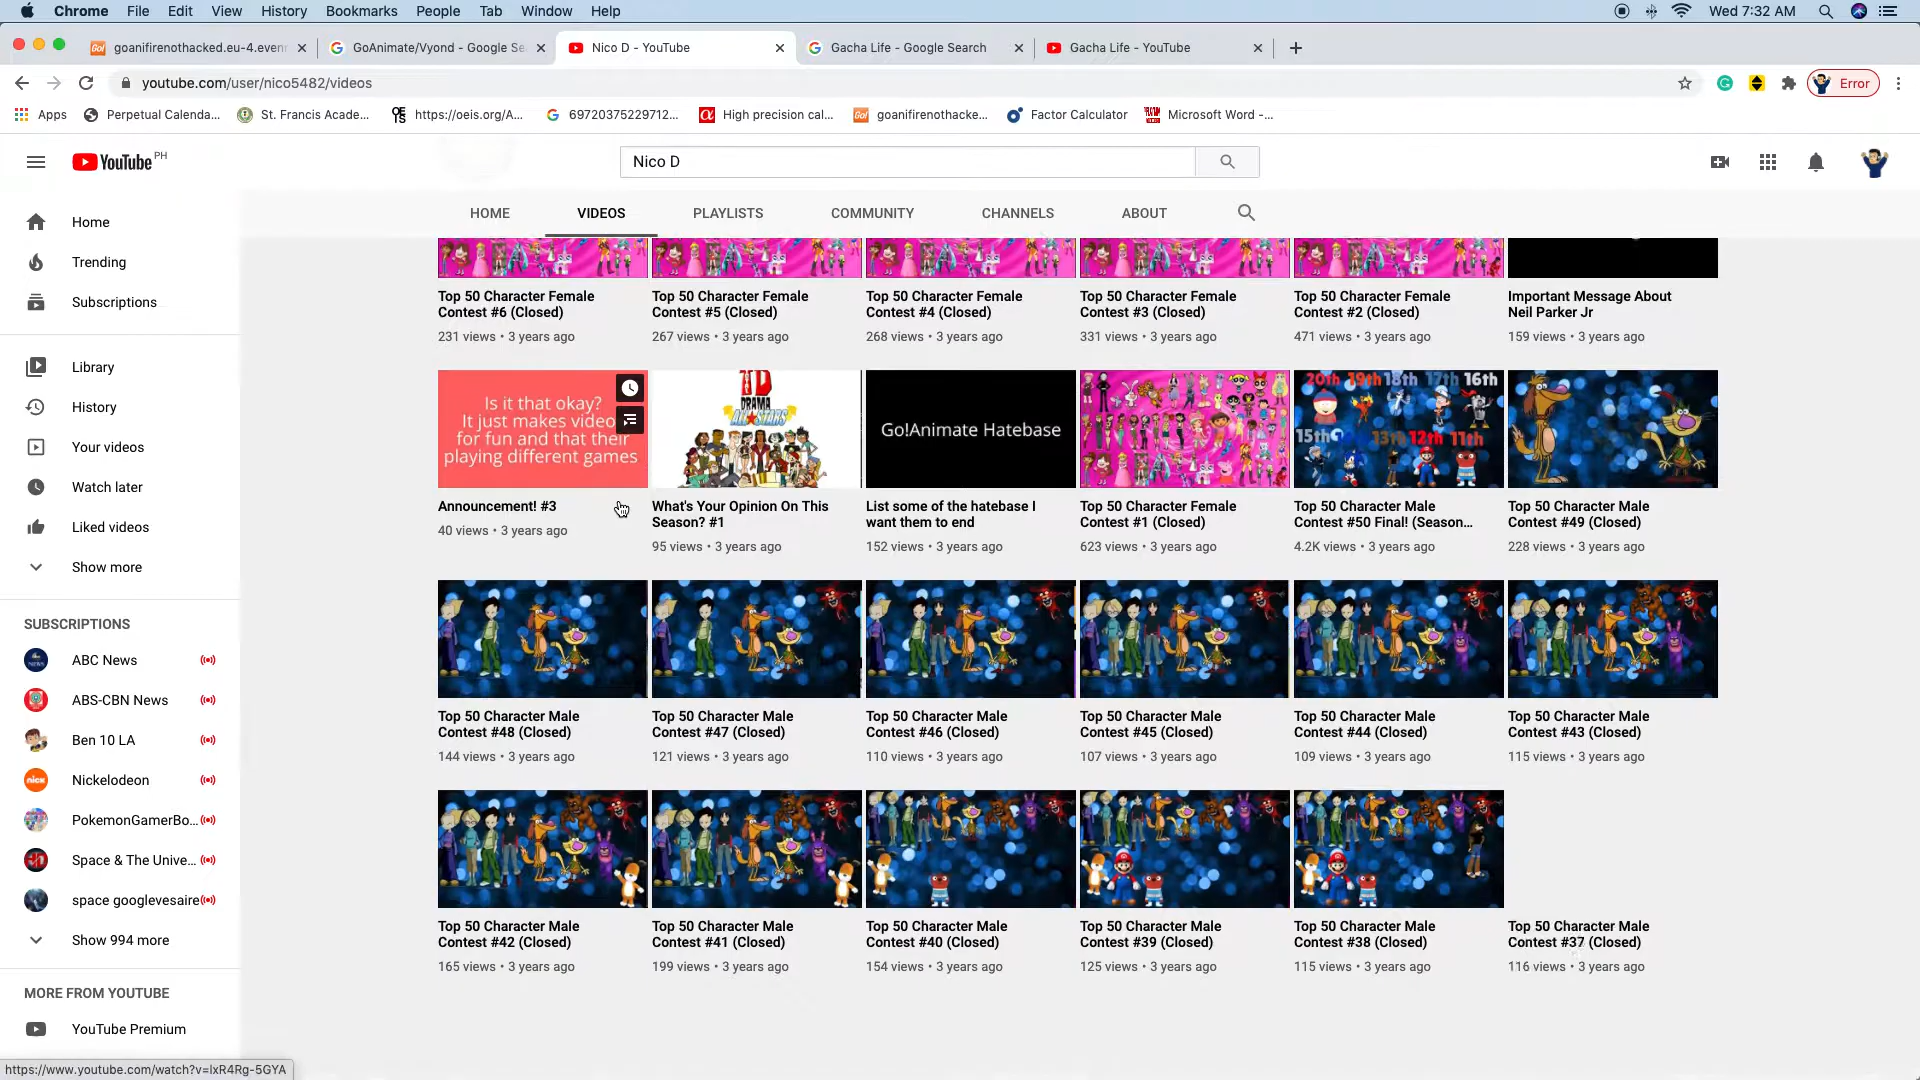 Chrome File Edit View History Bookmarks People Tab Window Help Wed 7:32 AM
goanifirenothacked.eu-4.evenn GoAnimate/Vyond - Google Se Nico D - YouTube Gacha Life - Google Search Gacha Life - YouTube
youtube.com/user/nico5482/videos Error
Apps Perpetual Calenda... St. Francis Acade... https://oeis.org/A... 69720375229712... High precision cal... goanifirenothacke... Factor Calculator Microsoft Word -...
YouTube PH Nico D
HOME VIDEOS PLAYLISTS COMMUNITY CHANNELS ABOUT
Home
Trending
Subscriptions
Library
History
Your videos
Watch later
Liked videos
Show more
SUBSCRIPTIONS
ABC News
ABS-CBN News
Ben 10 LA
Nickelodeon
PokemonGamerBo...
Space & The Unive...
space googlevesaire
Show 994 more
MORE FROM YOUTUBE
YouTube Premium
Top 50 Character Female
Contest #6 (Closed)
231 views • 3 years ago
Top 50 Character Female
Contest #5 (Closed)
267 views • 3 years ago
Top 50 Character Female
Contest #4 (Closed)
268 views • 3 years ago
Top 50 Character Female
Contest #3 (Closed)
331 views • 3 years ago
Top 50 Character Female
Contest #2 (Closed)
471 views • 3 years ago
Important Message About
Neil Parker Jr
159 views • 3 years ago
Is it that okay?
It just makes video
for fun and that their
playing different games
Announcement! #3
40 views • 3 years ago
TD
DRAMA
ALL STARS
What's Your Opinion On This
Season? #1
95 views • 3 years ago
Go!Animate Hatebase
List some of the hatebase I
want them to end
152 views • 3 years ago
Top 50 Character Female
Contest #1 (Closed)
623 views • 3 years ago
20th 19th 18th 17th 16th
15th 13th 12th 11th
Top 50 Character Male
Contest #50 Final! (Season...
4.2K views • 3 years ago
Top 50 Character Male
Contest #49 (Closed)
228 views • 3 years ago
Top 50 Character Male
Contest #48 (Closed)
144 views • 3 years ago
Top 50 Character Male
Contest #47 (Closed)
121 views • 3 years ago
Top 50 Character Male
Contest #46 (Closed)
110 views • 3 years ago
Top 50 Character Male
Contest #45 (Closed)
107 views • 3 years ago
Top 50 Character Male
Contest #44 (Closed)
109 views • 3 years ago
Top 50 Character Male
Contest #43 (Closed)
115 views • 3 years ago
Top 50 Character Male
Contest #42 (Closed)
165 views • 3 years ago
Top 50 Character Male
Contest #41 (Closed)
199 views • 3 years ago
Top 50 Character Male
Contest #40 (Closed)
154 views • 3 years ago
Top 50 Character Male
Contest #39 (Closed)
125 views • 3 years ago
Top 50 Character Male
Contest #38 (Closed)
115 views • 3 years ago
Top 50 Character Male
Contest #37 (Closed)
116 views • 3 years ago
https://www.youtube.com/watch?v=lxR4Rg-5GYA